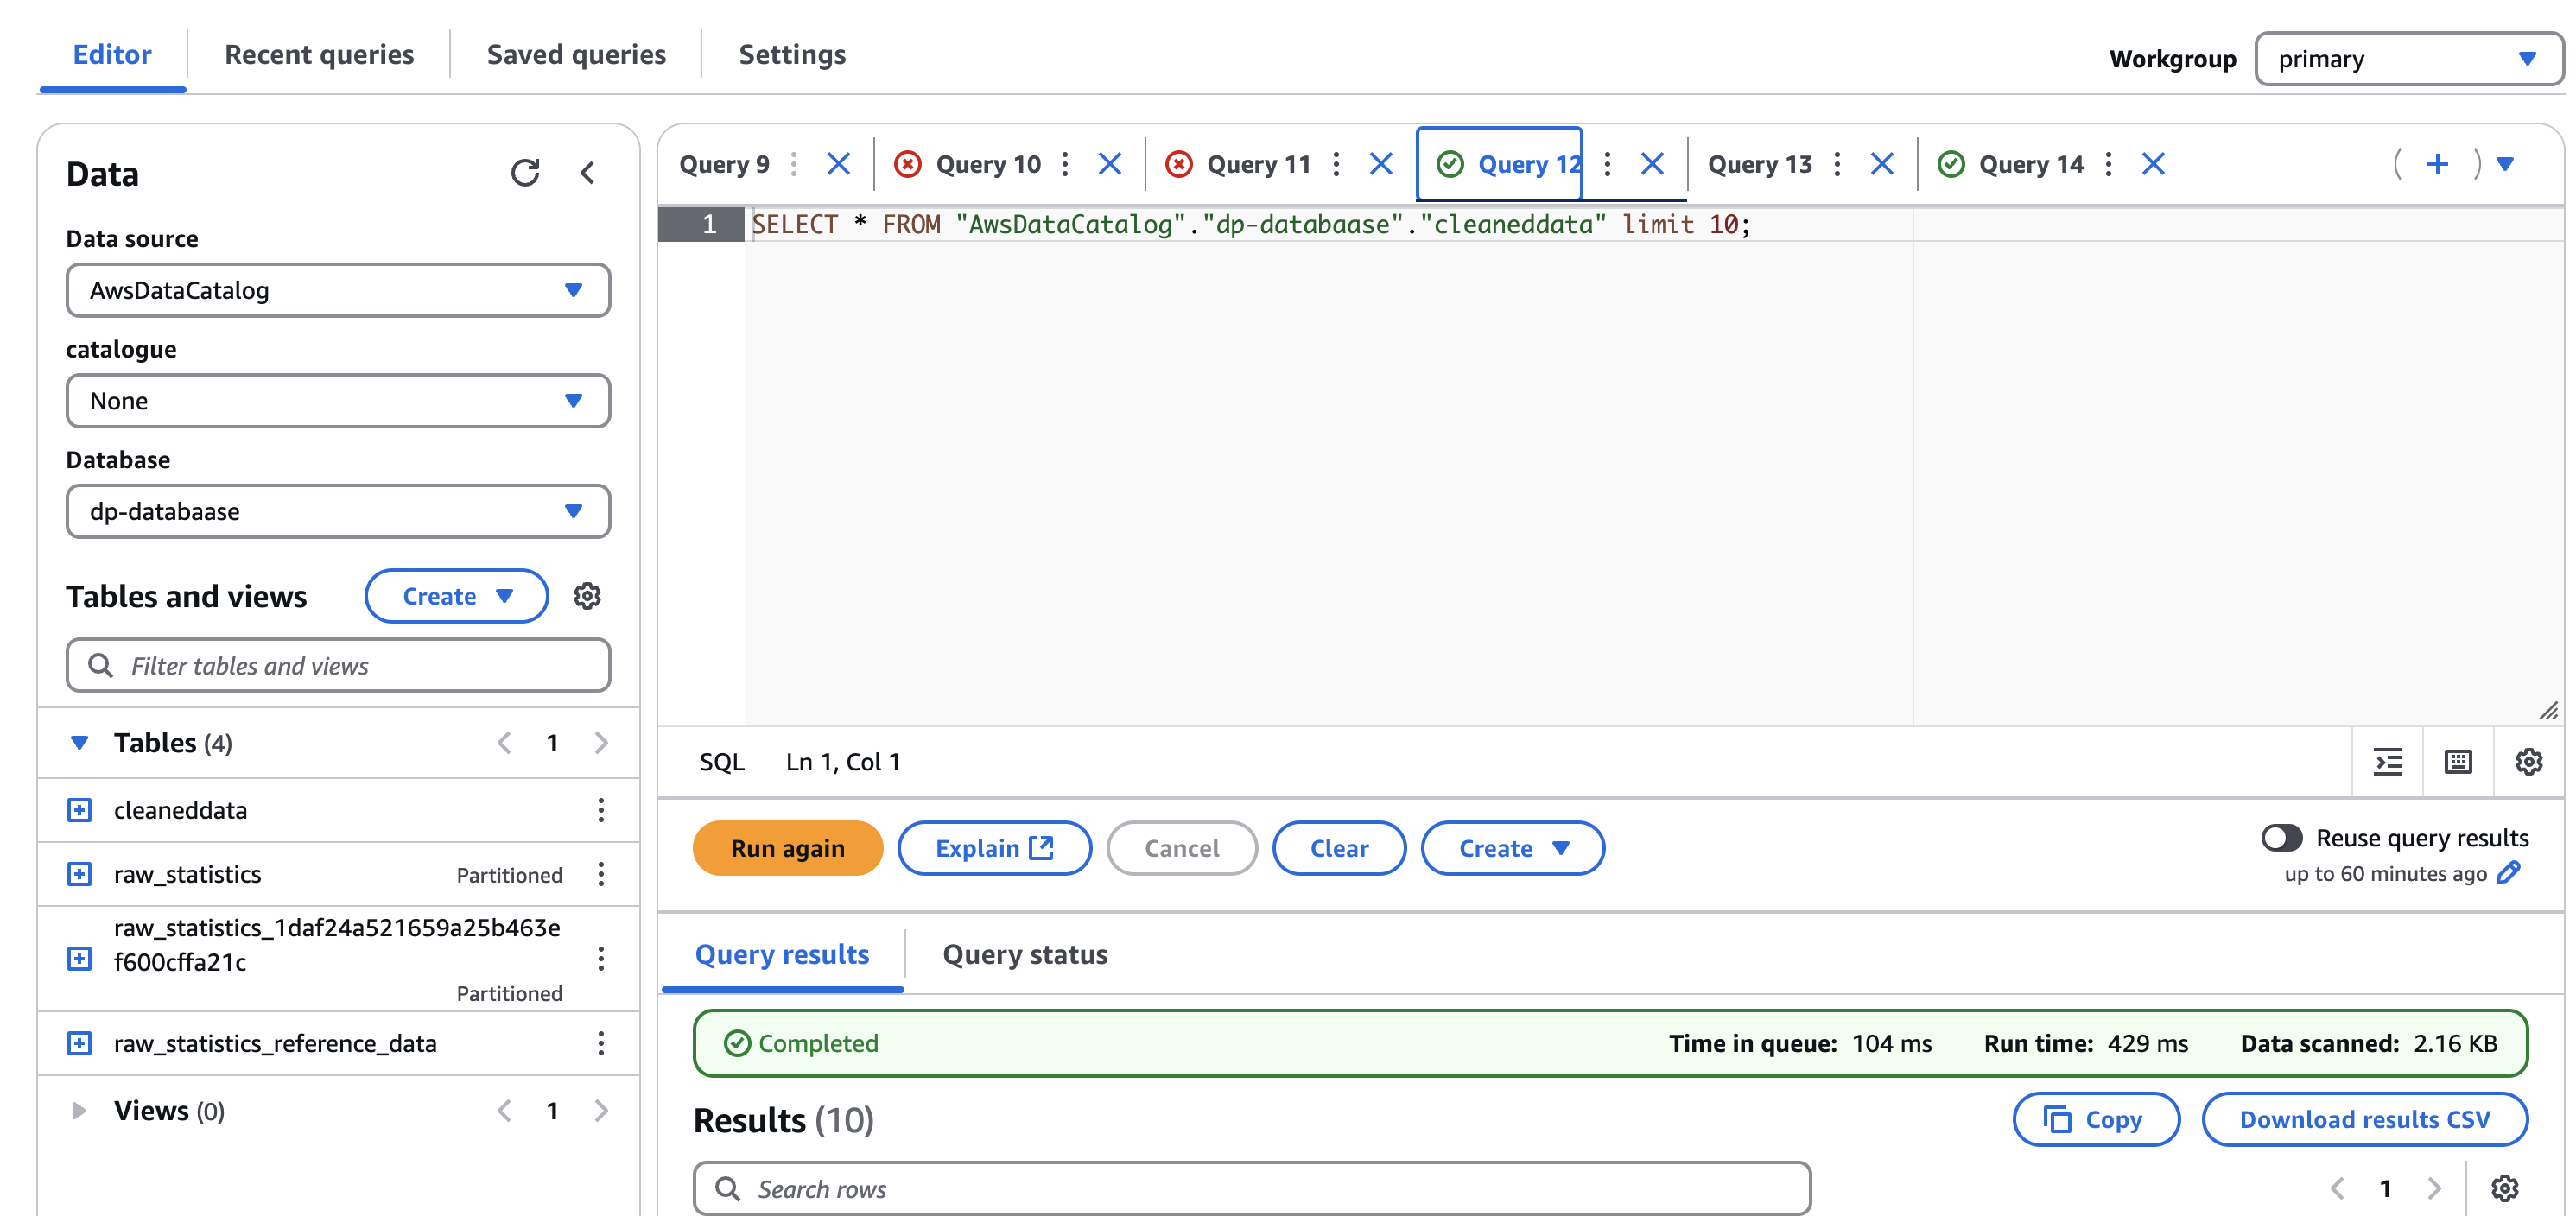 Editor
Recent queries
Saved queries
Settings
Workgroup
primary
Data
Data source
AwsDataCatalog
catalogue
None
Database
dp-databaase
Tables and views
Create
Filter tables and views
Tables (4)
1
cleaneddata
raw_statistics
Partitioned
raw_statistics_1daf24a521659a25b463e
f600cffa21c
Partitioned
raw_statistics_reference_data
Views (0)
1
Query 9
Query 10
Query 11
Query 12
Query 13
Query 14
1
SELECT * FROM "AwsDataCatalog"."dp-databaase"."cleaneddata" limit 10;
SQL
Ln 1, Col 1
Run again
Explain
Cancel
Clear
Create
Reuse query results
up to 60 minutes ago
Query results
Query status
Completed
Time in queue: 104 ms
Run time: 429 ms
Data scanned: 2.16 KB
Results (10)
Copy
Download results CSV
Search rows
1